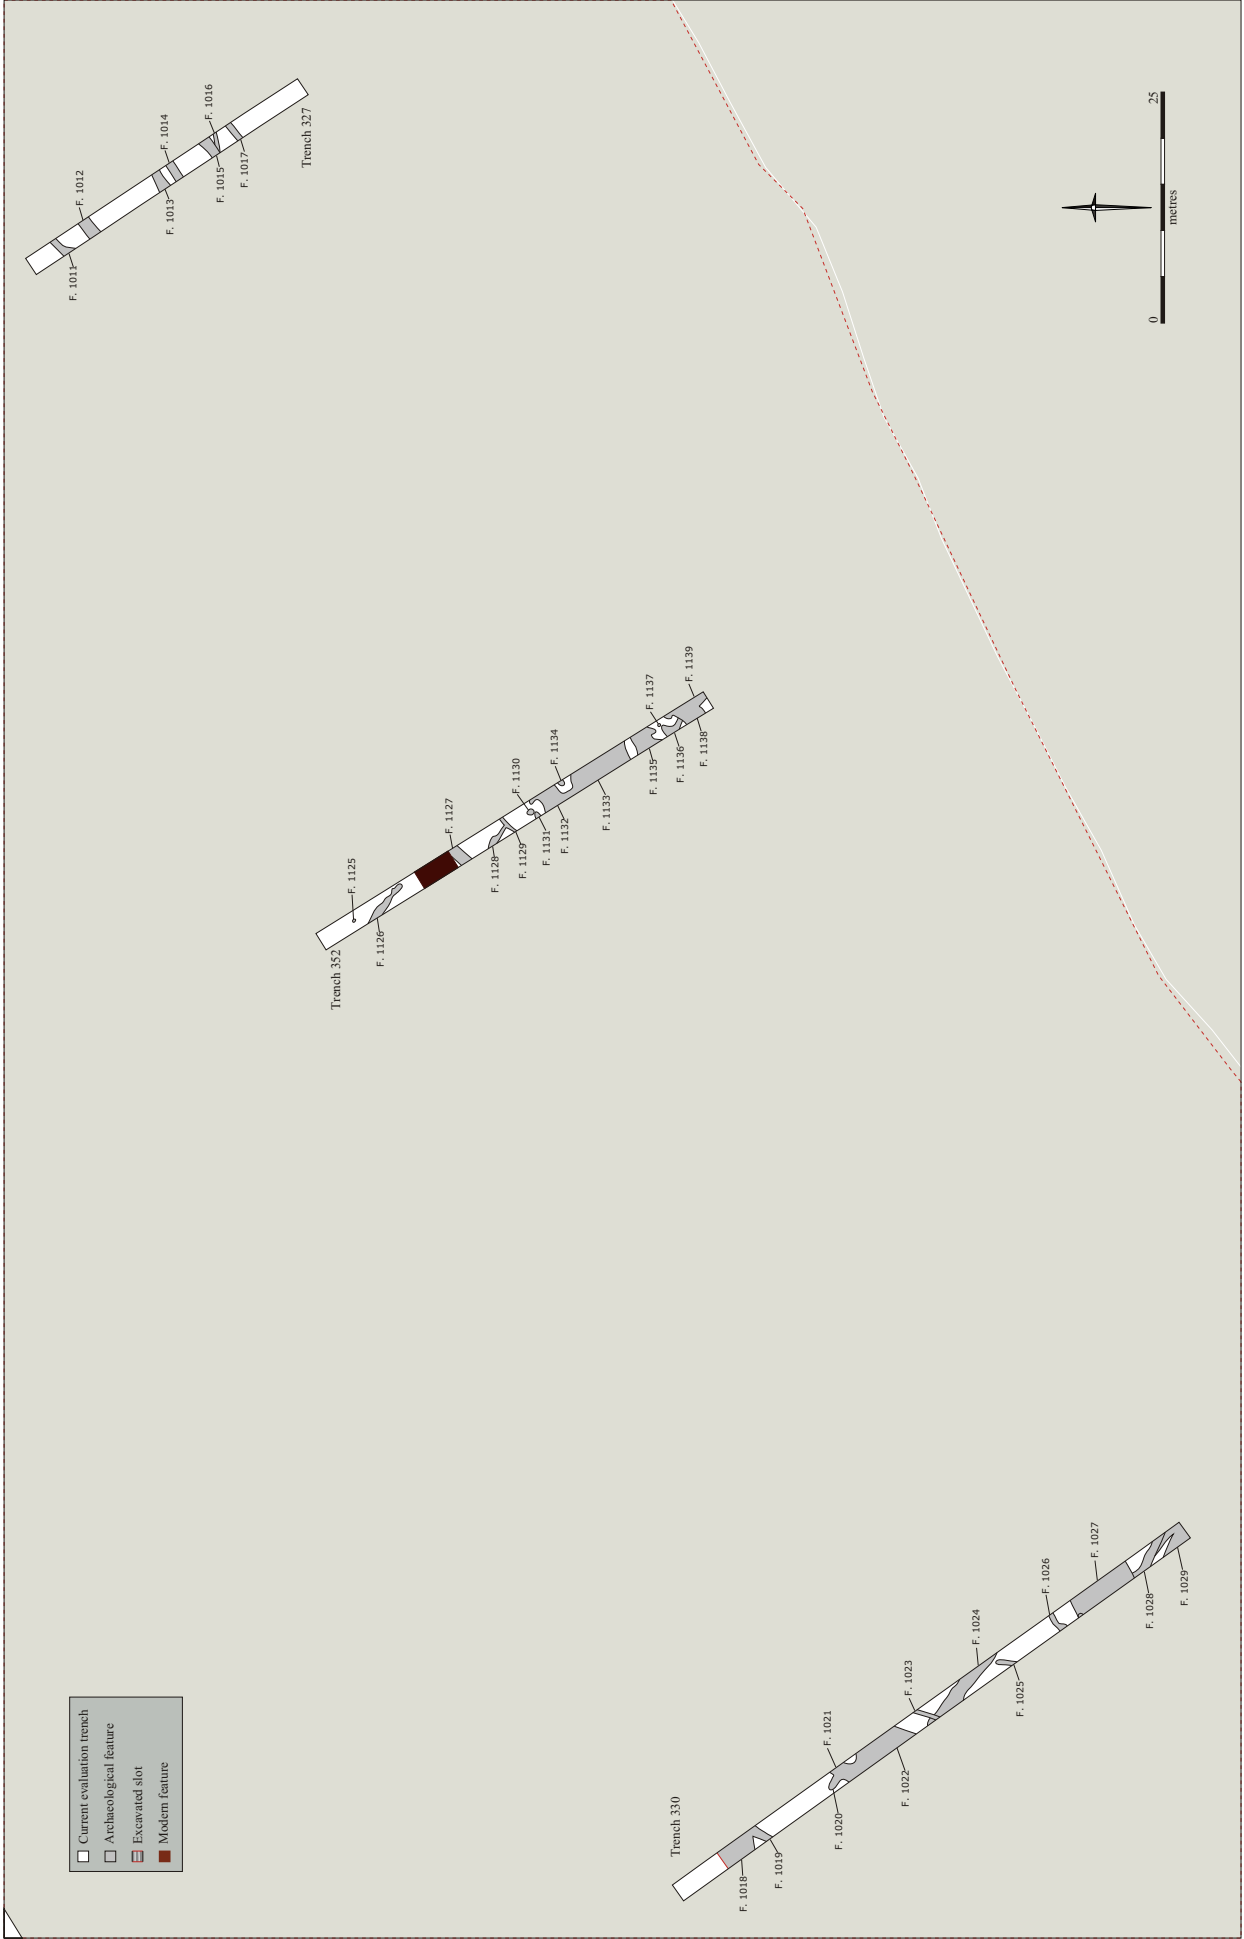 Current evaluation trench
Archaeological feature
Excavated slot
Modern feature
Trench 330
F. 1018
F. 1019
F. 1020
F. 1021
F. 1022
F. 1023
F. 1024
F. 1025
F. 1026
F. 1027
F. 1028
F. 1029
Trench 352
F. 1125
F. 1126
F. 1127
F. 1128
F. 1129
F. 1130
F. 1131
F. 1132
F. 1133
F. 1134
F. 1135
F. 1136
F. 1137
F. 1138
F. 1139
F. 1011
F. 1012
F. 1013
F. 1014
F. 1015
F. 1016
F. 1017
Trench 327
0
25
metres